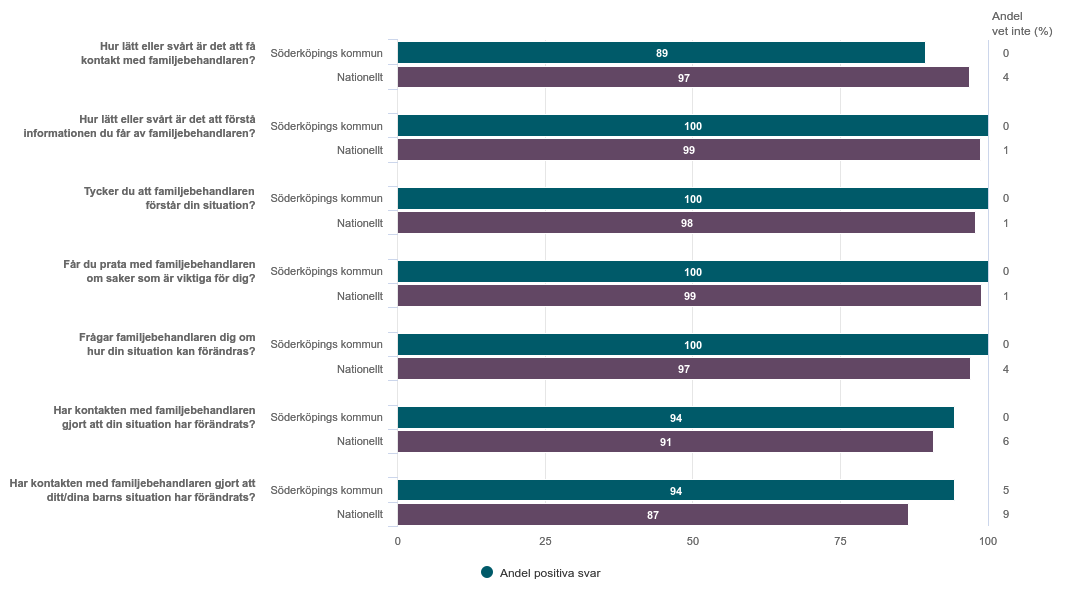 Andel
vet inte (%)
Hur lätt eller svårt är det att få
kontakt med familjebehandlaren?
Söderköpings kommun 89 0
Nationellt 97 4
Hur lätt eller svårt är det att förstå
informationen du får av familjebehandlaren?
Söderköpings kommun 100 0
Nationellt 99 1
Tycker du att familjebehandlaren
förstår din situation?
Söderköpings kommun 100 0
Nationellt 98 1
Får du prata med familjebehandlaren
om saker som är viktiga för dig?
Söderköpings kommun 100 0
Nationellt 99 1
Frågar familjebehandlaren dig om
hur din situation kan förändras?
Söderköpings kommun 100 0
Nationellt 97 4
Har kontakten med familjebehandlaren
gjort att din situation har förändrats?
Söderköpings kommun 94 0
Nationellt 91 6
Har kontakten med familjebehandlaren gjort att
ditt/dina barns situation har förändrats?
Söderköpings kommun 94 5
Nationellt 87 9
0 25 50 75 100
Andel positiva svar